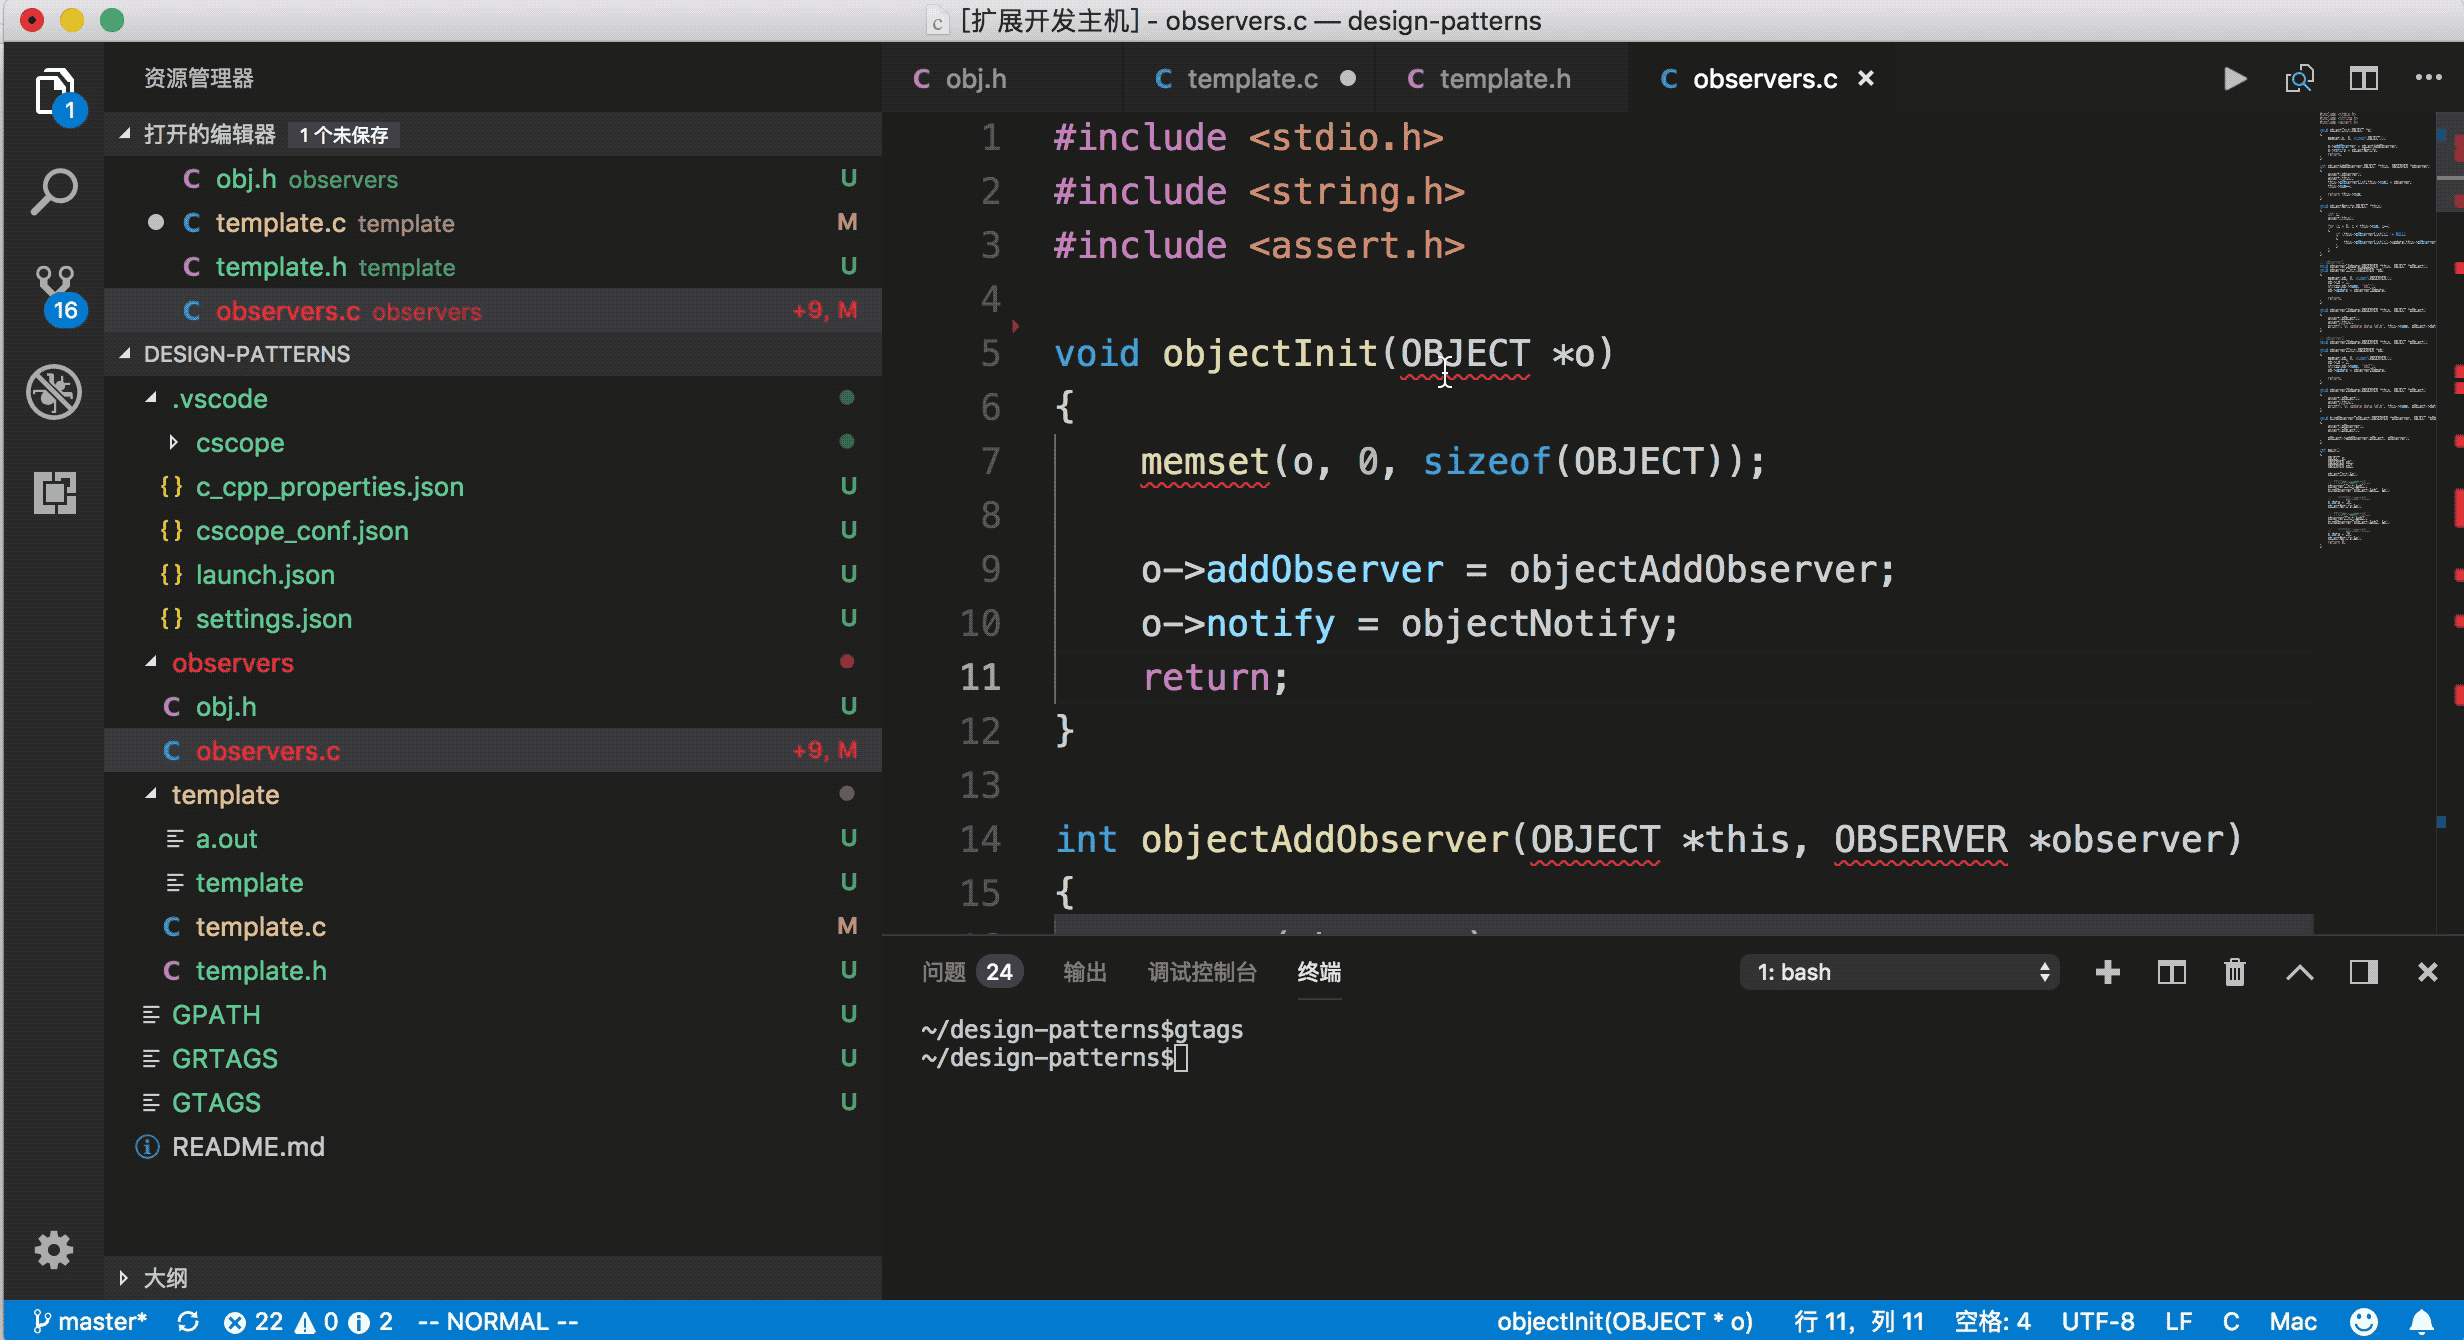 [扩展开发主机] - observers.c — design-patterns
资源管理器
打开的编辑器 1 个未保存
obj.h observers U
template.c template M
template.h template U
observers.c observers +9, M
DESIGN-PATTERNS
.vscode
cscope
{} c_cpp_properties.json U
{} cscope_conf.json U
{} launch.json U
{} settings.json U
observers
C obj.h U
C observers.c +9, M
template
a.out U
template U
C template.c M
C template.h U
GPATH U
GRTAGS U
GTAGS U
README.md
大纲
1
16
C obj.h C template.c C template.h C observers.c
1 #include <stdio.h>
2 #include <string.h>
3 #include <assert.h>
4
5 void objectInit(OBJECT *o)
6 {
7 memset(o, 0, sizeof(OBJECT));
8
9 o->addObserver = objectAddObserver;
10 o->notify = objectNotify;
11 return;
12 }
13
14 int objectAddObserver(OBJECT *this, OBSERVER *observer)
15 {
问题 24 输出 调试控制台 终端 1: bash
~/design-patterns$gtags
~/design-patterns$
master* 22 0 2 -- NORMAL -- objectInit(OBJECT * o) 行 11，列 11 空格: 4 UTF-8 LF C Mac